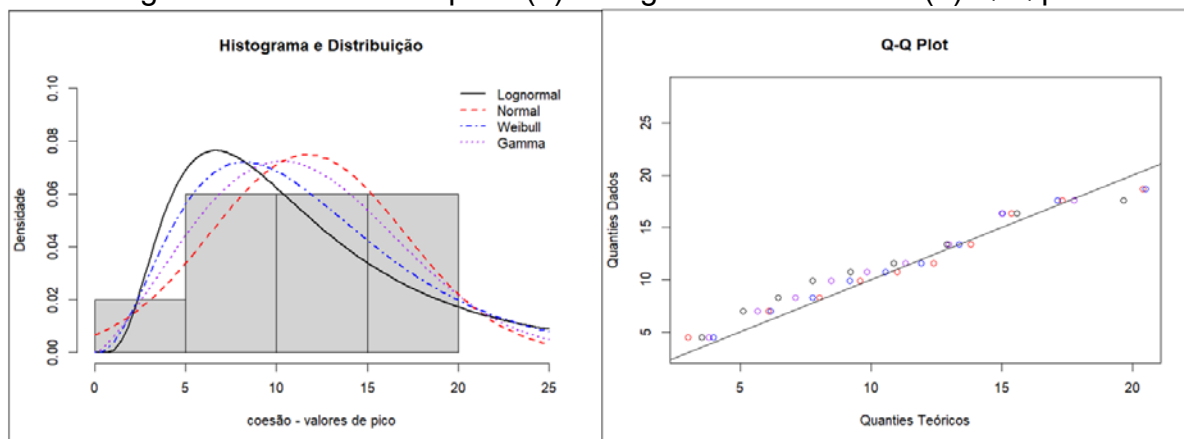 Histograma e Distribuição
0.10
0.08
0.06
0.04
0.02
0.00
Densidade
Lognormal
Normal
Weibull
Gamma
0 5 10 15 20 25
coesão - valores de pico
Q-Q Plot
25
20
15
10
5
Quanties Dados
5 10 15 20
Quanties Teóricos